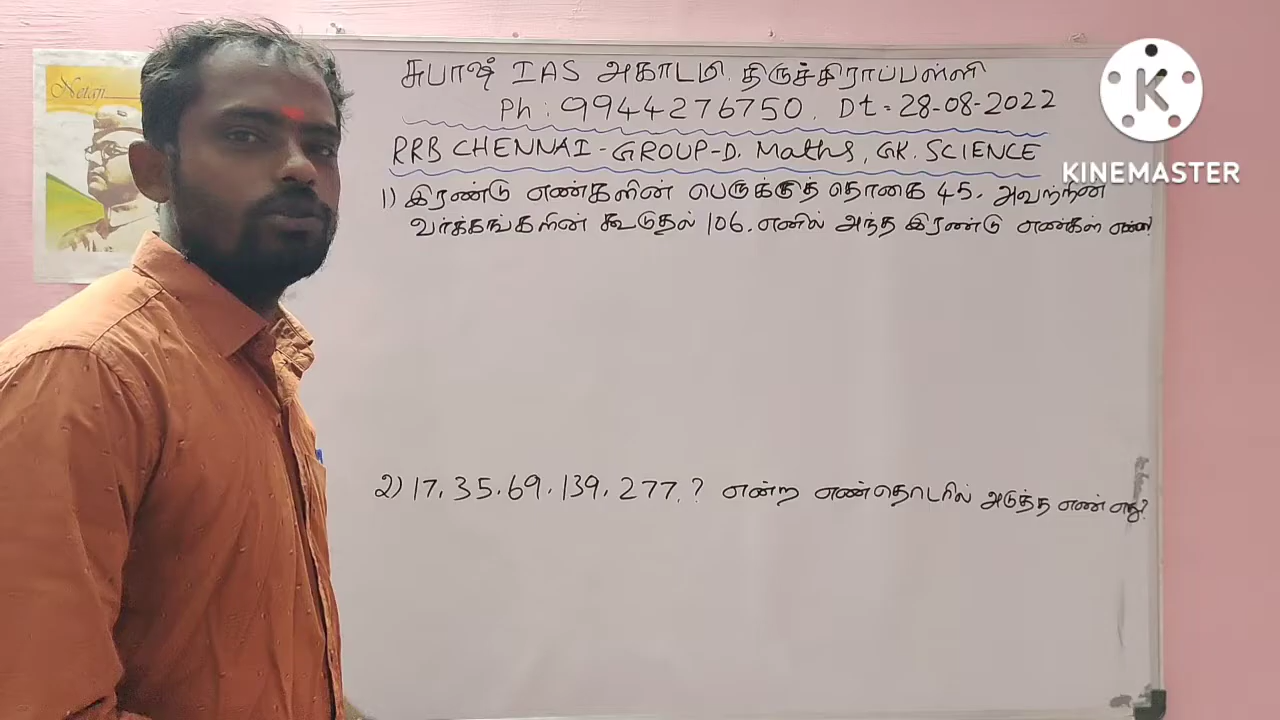 Netaji
சுபாஷ் IAS அகாடமி. திருச்சிராப்பள்ளி
Ph : 9944276750. Dt - 28-08-2022
RRB CHENNAI - GROUP-D. Maths, GK. SCIENCE
1) இரண்டு எண்களின் பெருக்குத் தொகை 45. அவற்றின்
வர்க்கங்களின் கூடுதல் 106. எனில் அந்த இரண்டு எண்கள் என்ன?
2) 17, 35, 69, 139, 277, ? என்ற எண்தொடரில் அடுத்த எண் எது?
K
KINEMASTER